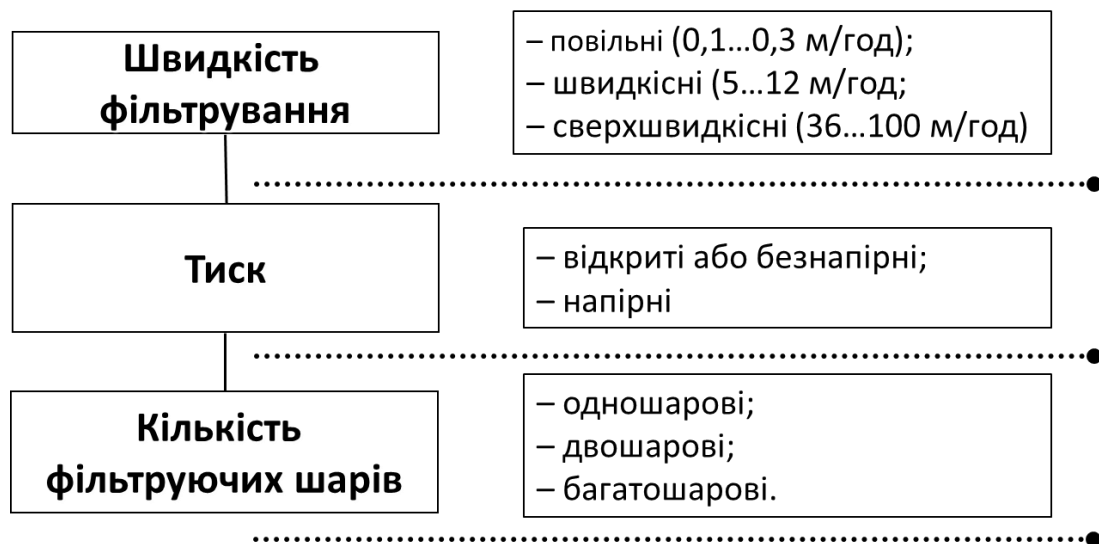 Швидкість
фільтрування
– повільні (0,1...0,3 м/год);
– швидкісні (5...12 м/год;
– сверхшвидкісні (36...100 м/год)
Тиск
– відкриті або безнапірні;
– напірні
Кількість
фільтруючих шарів
– одношарові;
– двошарові;
– багатошарові.